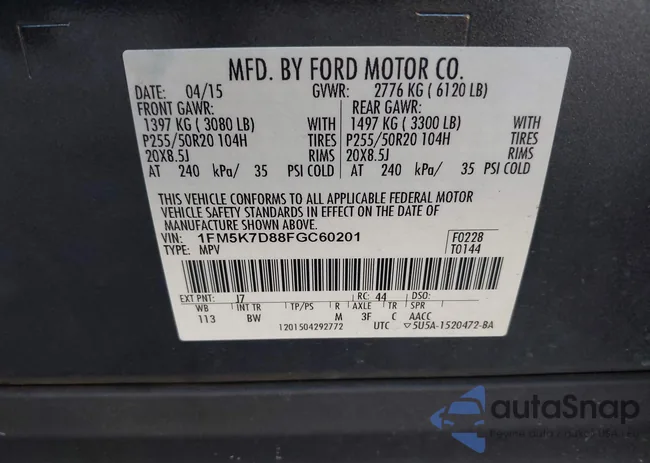 MFD. BY FORD MOTOR CO.
DATE: 04/15 GVWR: 2776 KG ( 6120 LB)
FRONT GAWR: REAR GAWR:
1397 KG ( 3080 LB) WITH 1497 KG ( 3300 LB) WITH
P255/50R20 104H TIRES P255/50R20 104H TIRES
20X8.5J RIMS 20X8.5J RIMS
AT 240 kPa/ 35 PSI COLD AT 240 kPa/ 35 PSI COLD
THIS VEHICLE CONFORMS TO ALL APPLICABLE FEDERAL MOTOR
VEHICLE SAFETY STANDARDS IN EFFECT ON THE DATE OF
MANUFACTURE SHOWN ABOVE.
VIN: 1FM5K7D88FGC60201 F0228
TYPE: MPV T0144
EXT PNT: J7 RC: 44 DSO:
WB INT TR TP/PS R AXLE TR SPR
113 BW M 3F C AACC
1201504292772 UTC 5U5A-1520472-BA
autoSnap